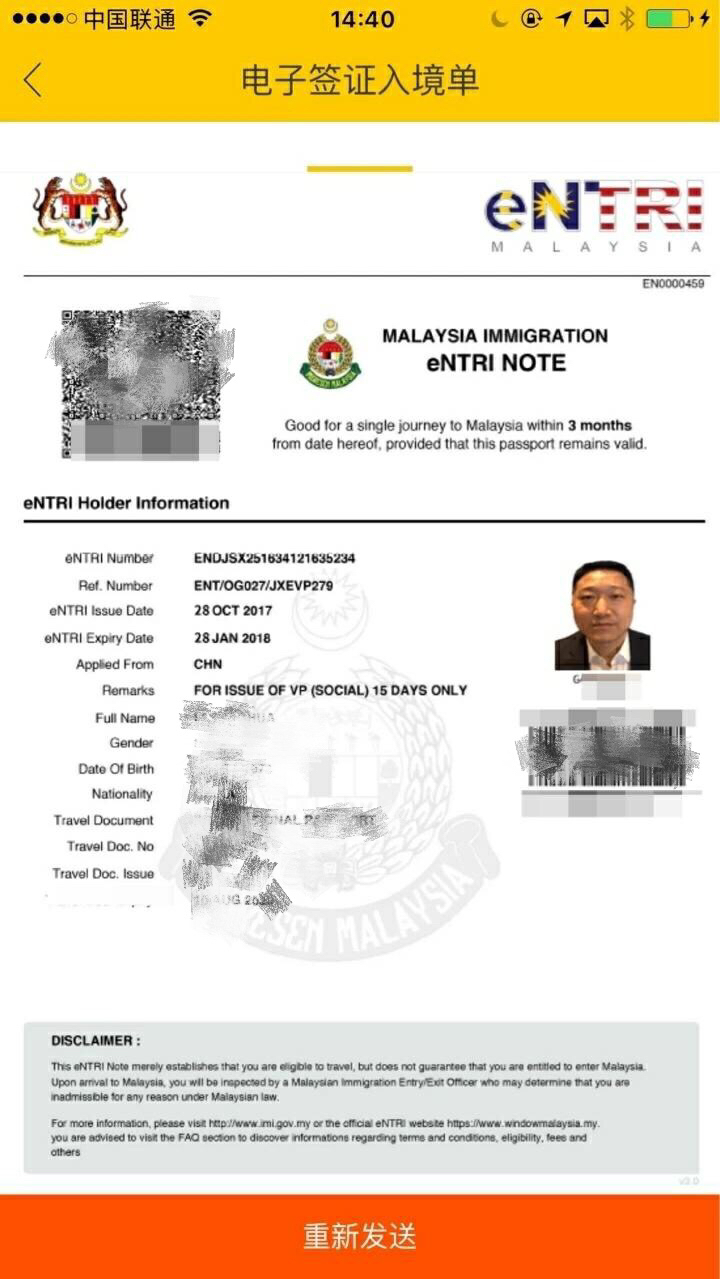 中国联通 14:40
电子签证入境单
eNTRI
MALAYSIA
EN0000459
MALAYSIA IMMIGRATION
eNTRI NOTE
Good for a single journey to Malaysia within 3 months
from date hereof, provided that this passport remains valid.
eNTRI Holder Information
eNTRI Number ENDJSX251634121635234
Ref. Number ENT/OG027/JXEVP279
eNTRI Issue Date 28 OCT 2017
eNTRI Expiry Date 28 JAN 2018
Applied From CHN
Remarks FOR ISSUE OF VP (SOCIAL) 15 DAYS ONLY
Full Name
Gender
Date Of Birth
Nationality
Travel Document
Travel Doc. No
Travel Doc. Issue
AUG
MALAYSIA
DISCLAIMER :
This eNTRI Note merely establishes that you are eligible to travel, but does not guarantee that you are entitled to enter Malaysia.
Upon arrival to Malaysia, you will be inspected by a Malaysian Immigration Entry/Exit Officer who may determine that you are
inadmissible for any reason under Malaysian law.
For more information, please visit http://www.imi.gov.my or the official eNTRI website https://www.windowmalaysia.my.
you are advised to visit the FAQ section to discover informations regarding terms and conditions, eligibility, fees and
others
v3.0
重新发送